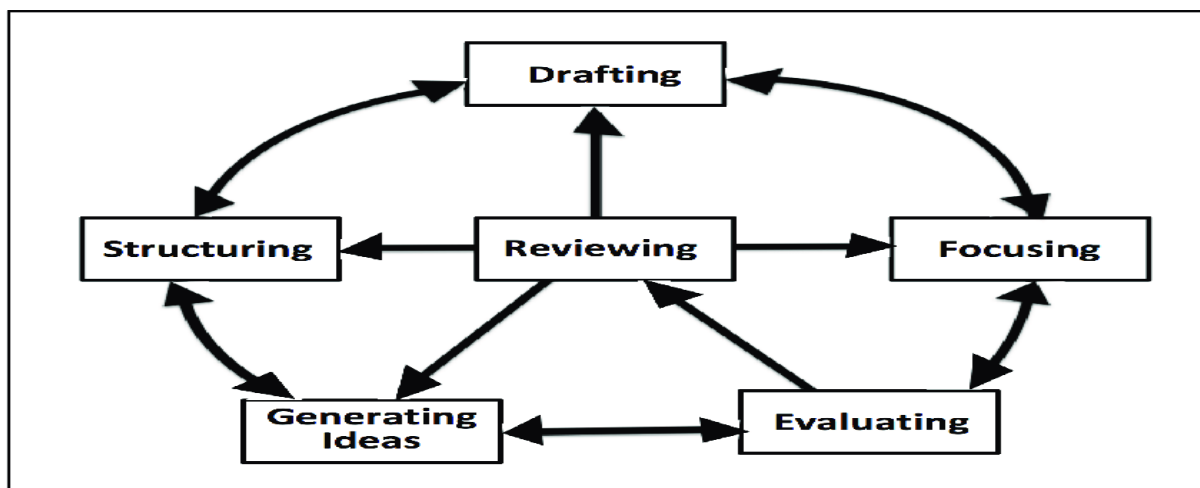 Drafting
Structuring
Reviewing
Focusing
Generating
Ideas
Evaluating